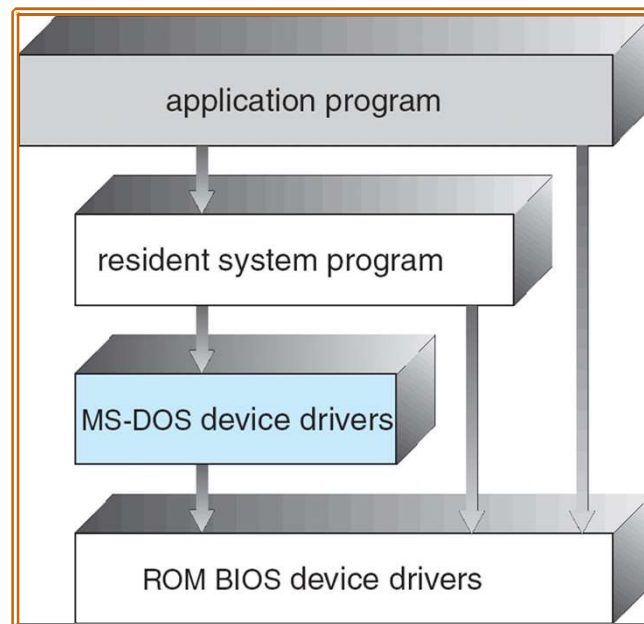 application program
resident system program
MS-DOS device drivers
ROM BIOS device drivers